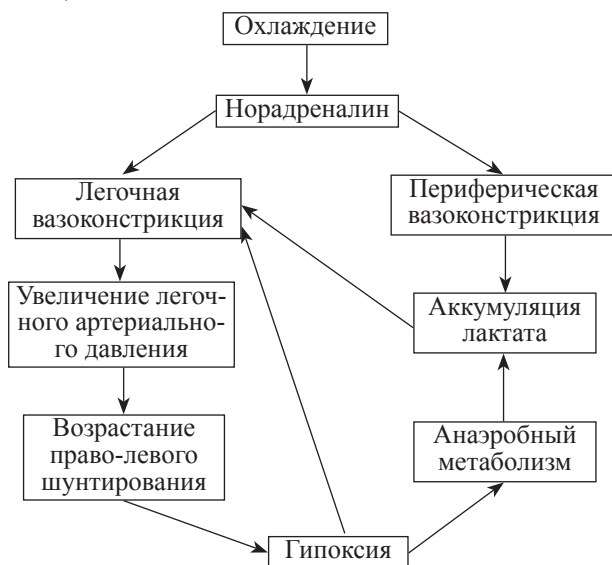 Охлаждение
Норадреналин
Легочная
вазоконстрикция
Периферическая
вазоконстрикция
Увеличение легоч-
ного артериально-
го давления
Аккумуляция
лактата
Возрастание
право-левого
шунтирования
Анаэробный
метаболизм
Гипоксия